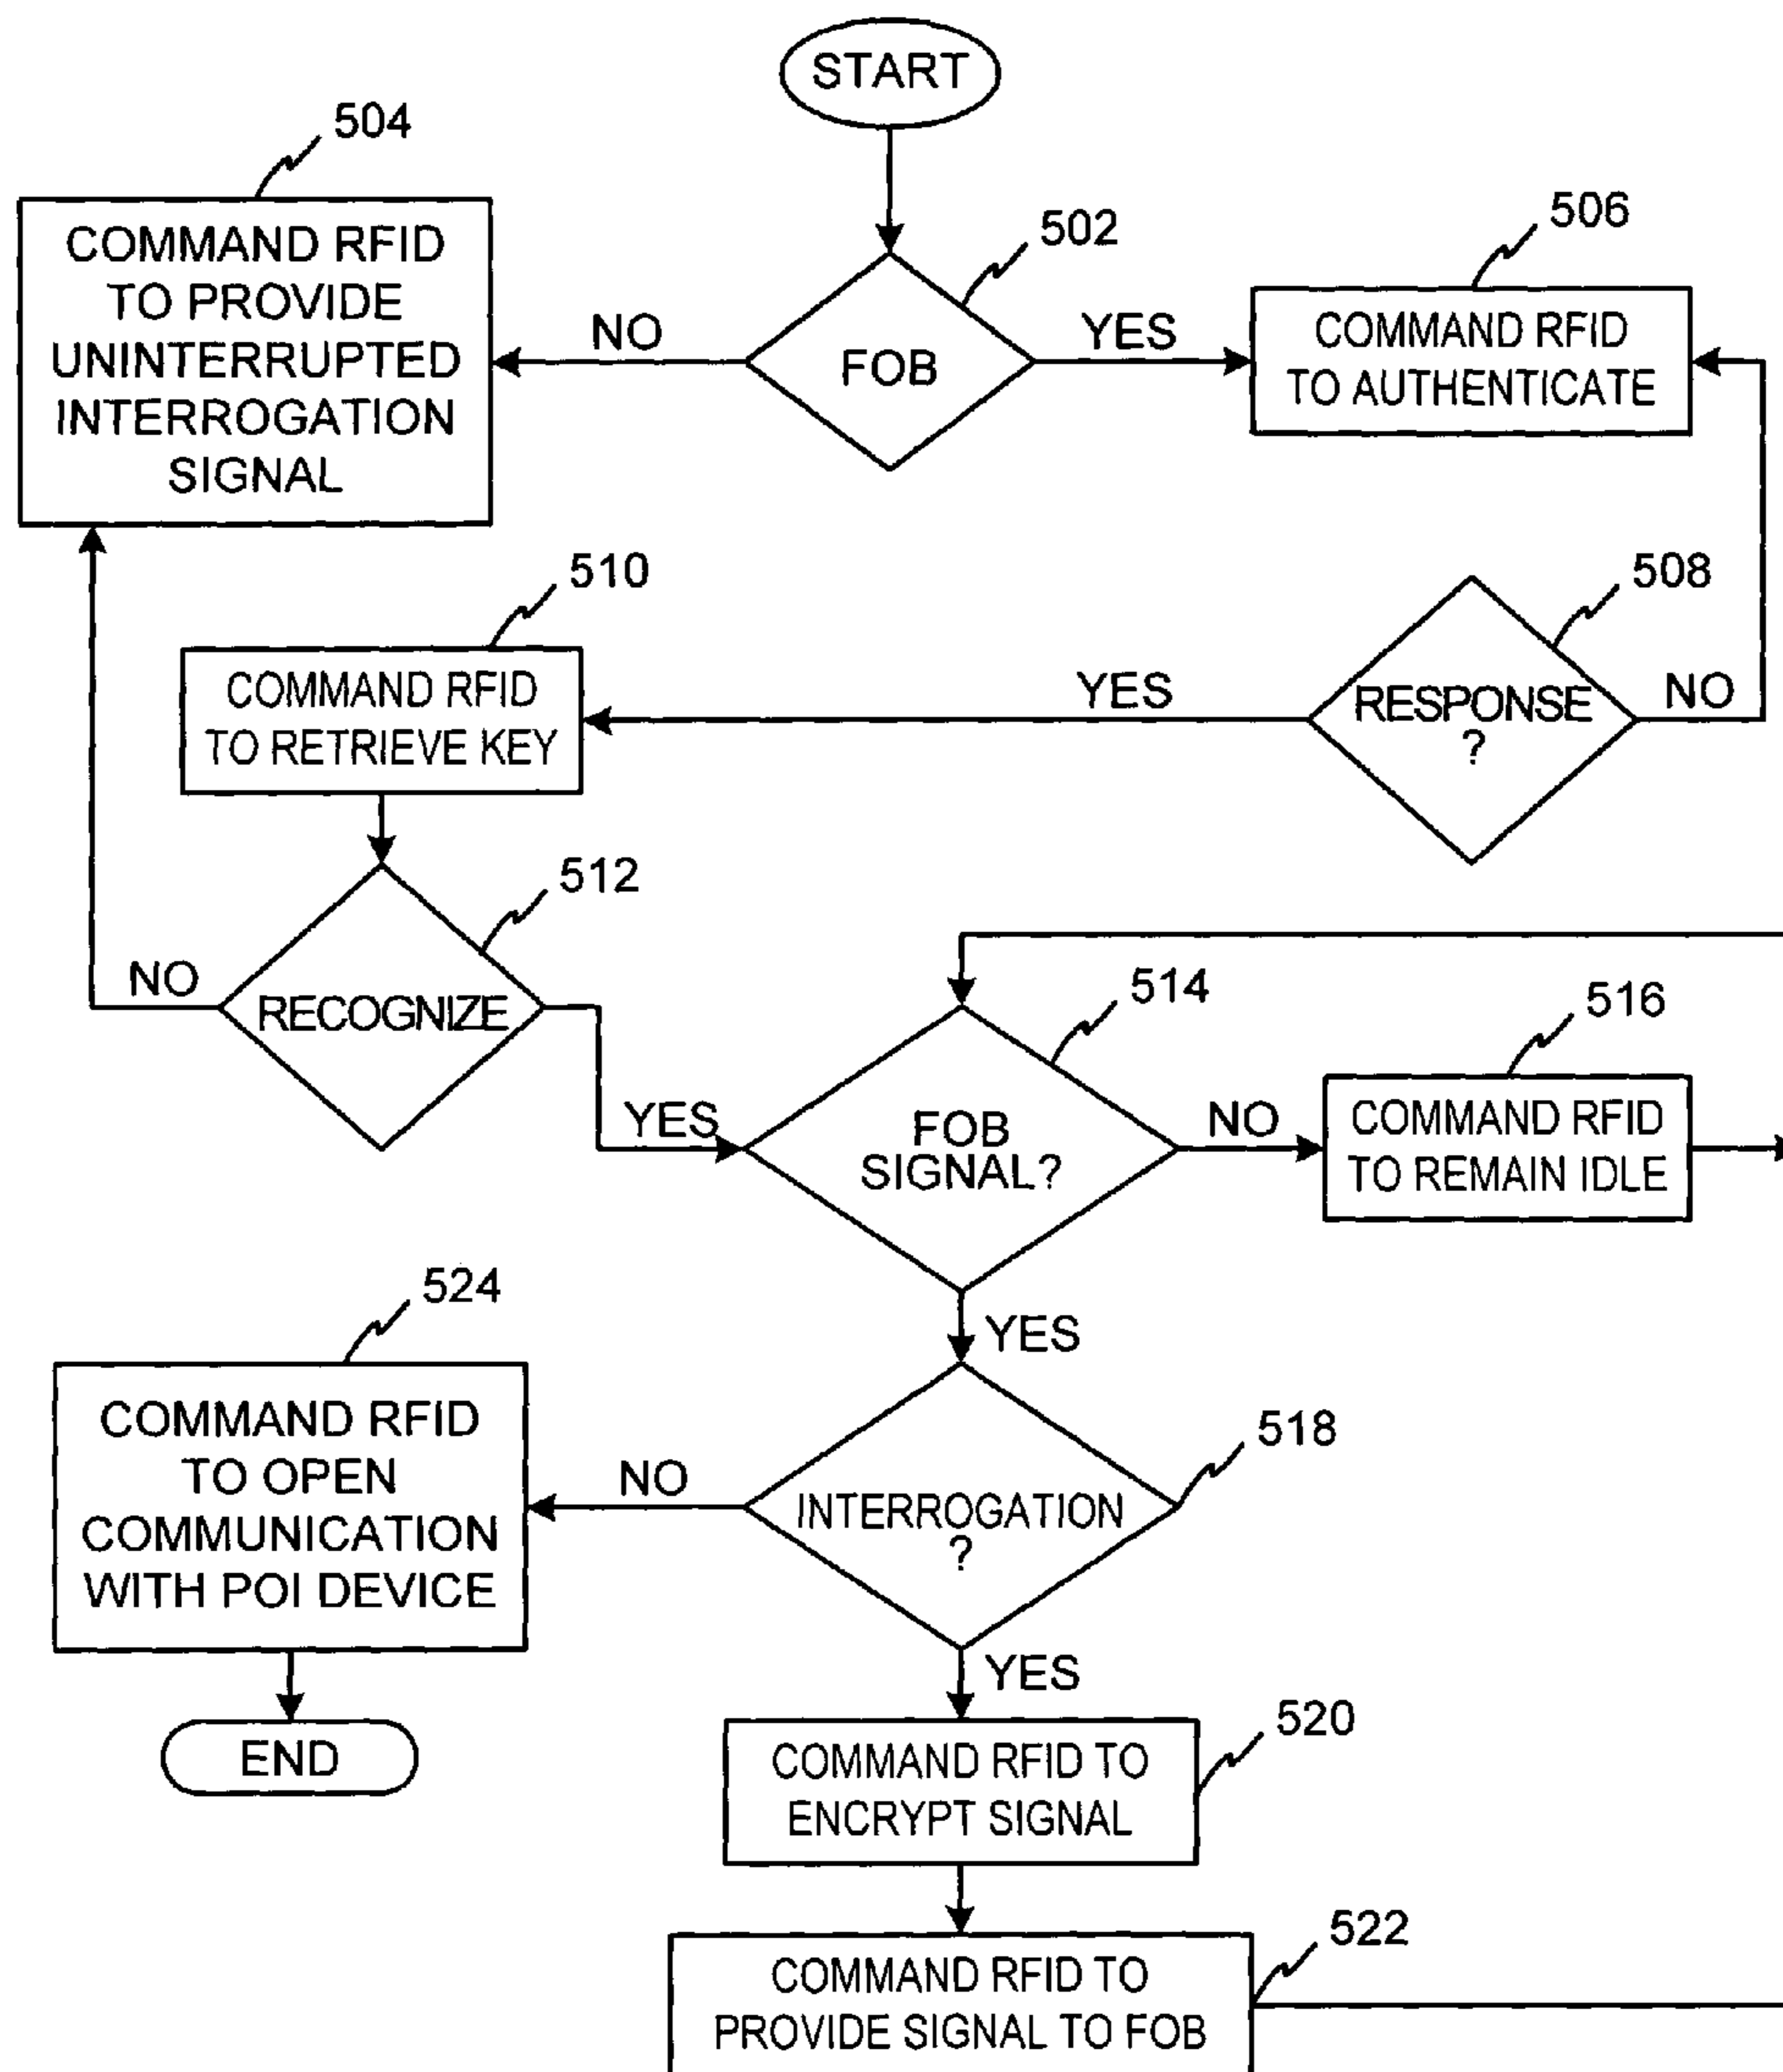 START
504
COMMAND RFID
TO PROVIDE
UNINTERRUPTED
INTERROGATION
SIGNAL
NO
502
FOB
YES
506
COMMAND RFID
TO AUTHENTICATE
510
COMMAND RFID
TO RETRIEVE KEY
YES
508
RESPONSE
?
NO
512
NO
RECOGNIZE
YES
514
FOB
SIGNAL?
NO
516
COMMAND RFID
TO REMAIN IDLE
YES
524
COMMAND RFID
TO OPEN
COMMUNICATION
WITH POI DEVICE
NO
518
INTERROGATION
?
YES
END
520
COMMAND RFID TO
ENCRYPT SIGNAL
522
COMMAND RFID TO
PROVIDE SIGNAL TO FOB